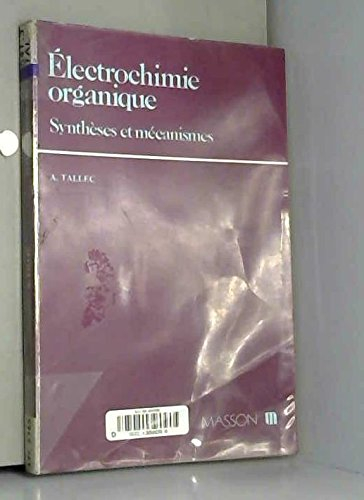 Électrochimie
organique
Synthèses et mécanismes
A. TALLEC
MASSON